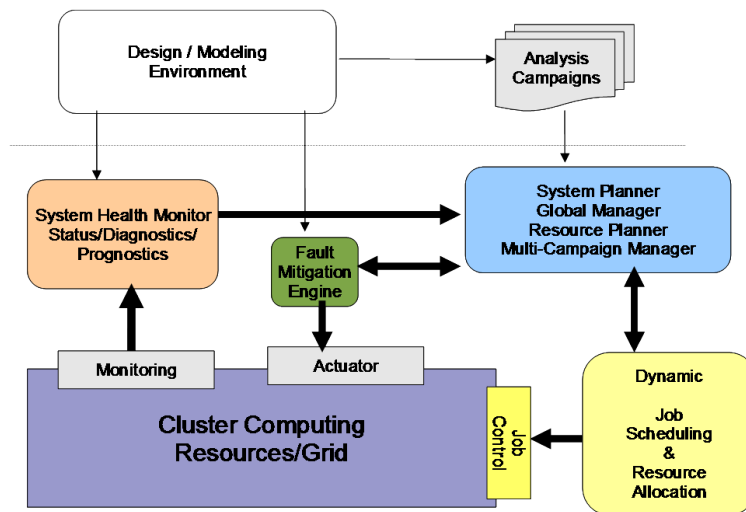 Design / Modeling
Environment
Analysis
Campaigns
System Health Monitor
Status/Diagnostics/
Prognostics
Fault
Mitigation
Engine
System Planner
Global Manager
Resource Planner
Multi-Campaign Manager
Monitoring
Actuator
Cluster Computing
Resources/Grid
Job
Control
Dynamic
Job
Scheduling
&
Resource
Allocation